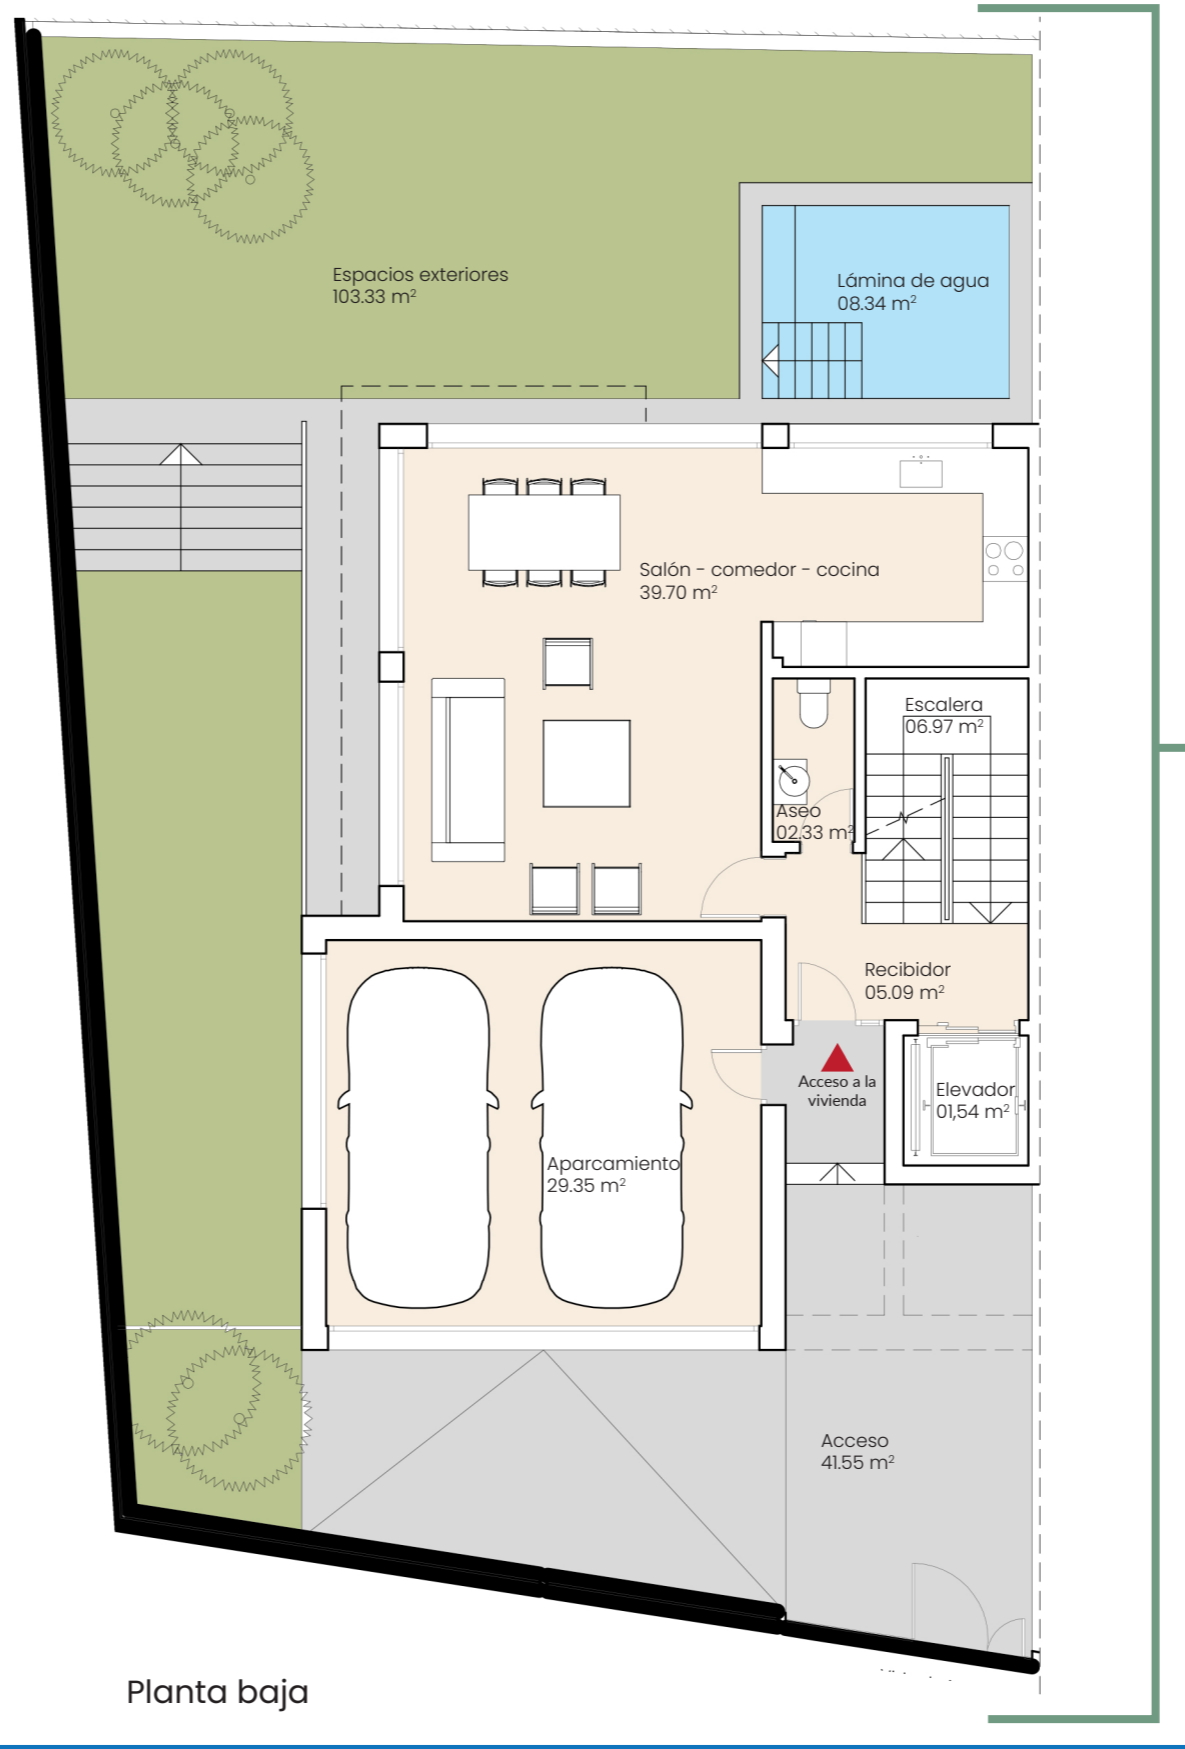 Espacios exteriores
103.33 m²
Lámina de agua
08.34 m²
Salón - comedor - cocina
39.70 m²
Escalera
06.97 m²
Aseo
02.33 m²
Recibidor
05.09 m²
Acceso a la
vivienda
Elevador
01,54 m²
Aparcamiento
29.35 m²
Acceso
41.55 m²
Planta baja